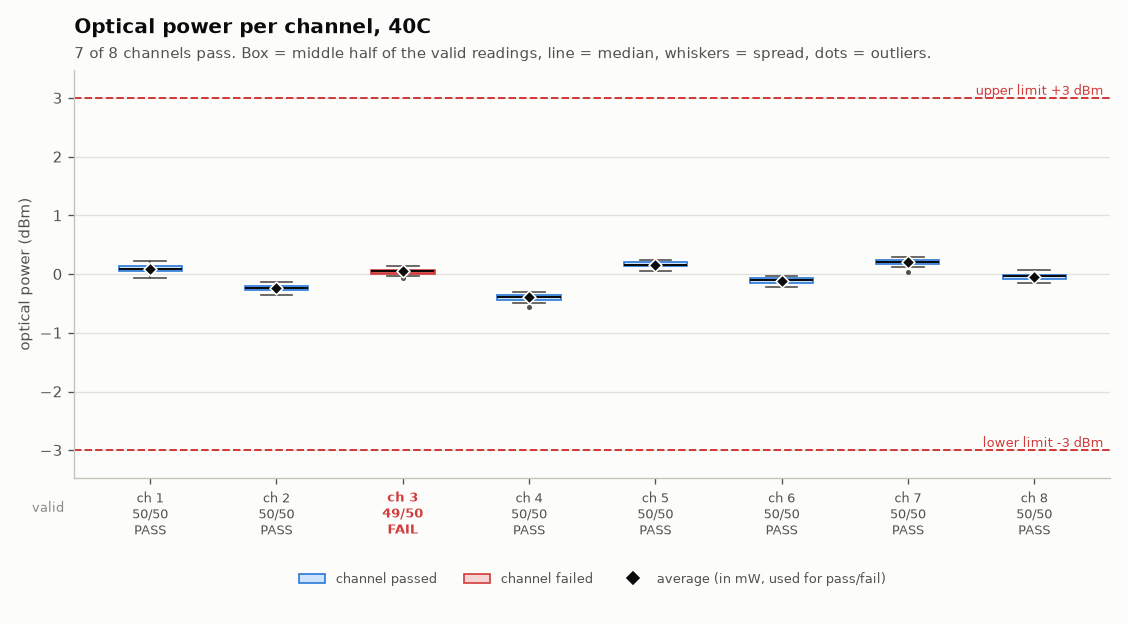 Optical power per channel, 40C
7 of 8 channels pass. Box = middle half of the valid readings, line = median, whiskers = spread, dots = outliers.
optical power (dBm)
3
2
1
0
−1
−2
−3
upper limit +3 dBm
lower limit -3 dBm
valid
ch 1
50/50
PASS
ch 2
50/50
PASS
ch 3
49/50
FAIL
ch 4
50/50
PASS
ch 5
50/50
PASS
ch 6
50/50
PASS
ch 7
50/50
PASS
ch 8
50/50
PASS
channel passed
channel failed
average (in mW, used for pass/fail)